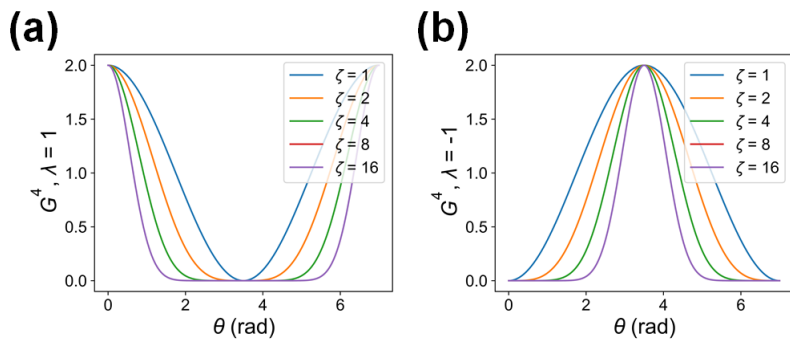 (a)
G⁴, λ = 1
2.0
1.5
1.0
0.5
0.0
0 2 4 6
θ (rad)
ζ = 1
ζ = 2
ζ = 4
ζ = 8
ζ = 16
(b)
G⁴, λ = -1
2.0
1.5
1.0
0.5
0.0
0 2 4 6
θ (rad)
ζ = 1
ζ = 2
ζ = 4
ζ = 8
ζ = 16